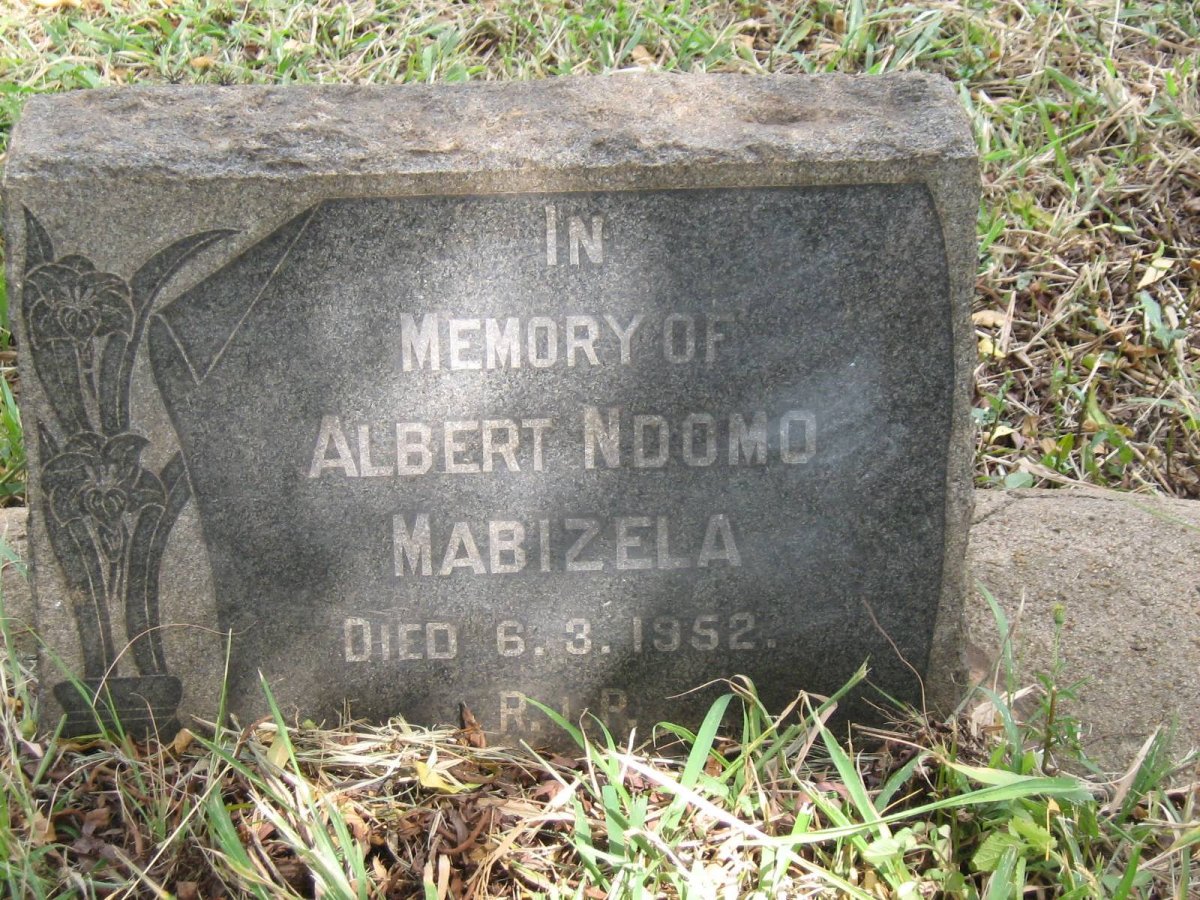 IN
MEMORY OF
ALBERT NDOMO
MABIZELA
DIED 6.3.1952.
R.I.P.